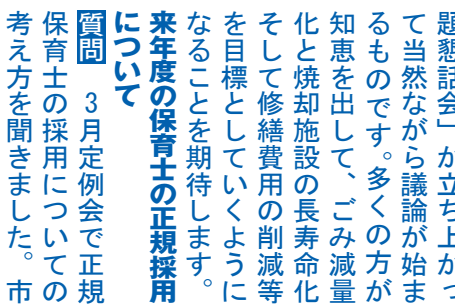 題懇話会」が立ち上がっ
て当然ながら議論が始ま
るものです。多くの方が
知恵を出して、ごみ減量
化と焼却施設の長寿命化
そして修繕費用の削減等
を目標としていくように
なることを期待します。
来年度の保育士の正規採用
について
質問 3月定例会で正規
保育士の採用についての
考え方を聞きました。市